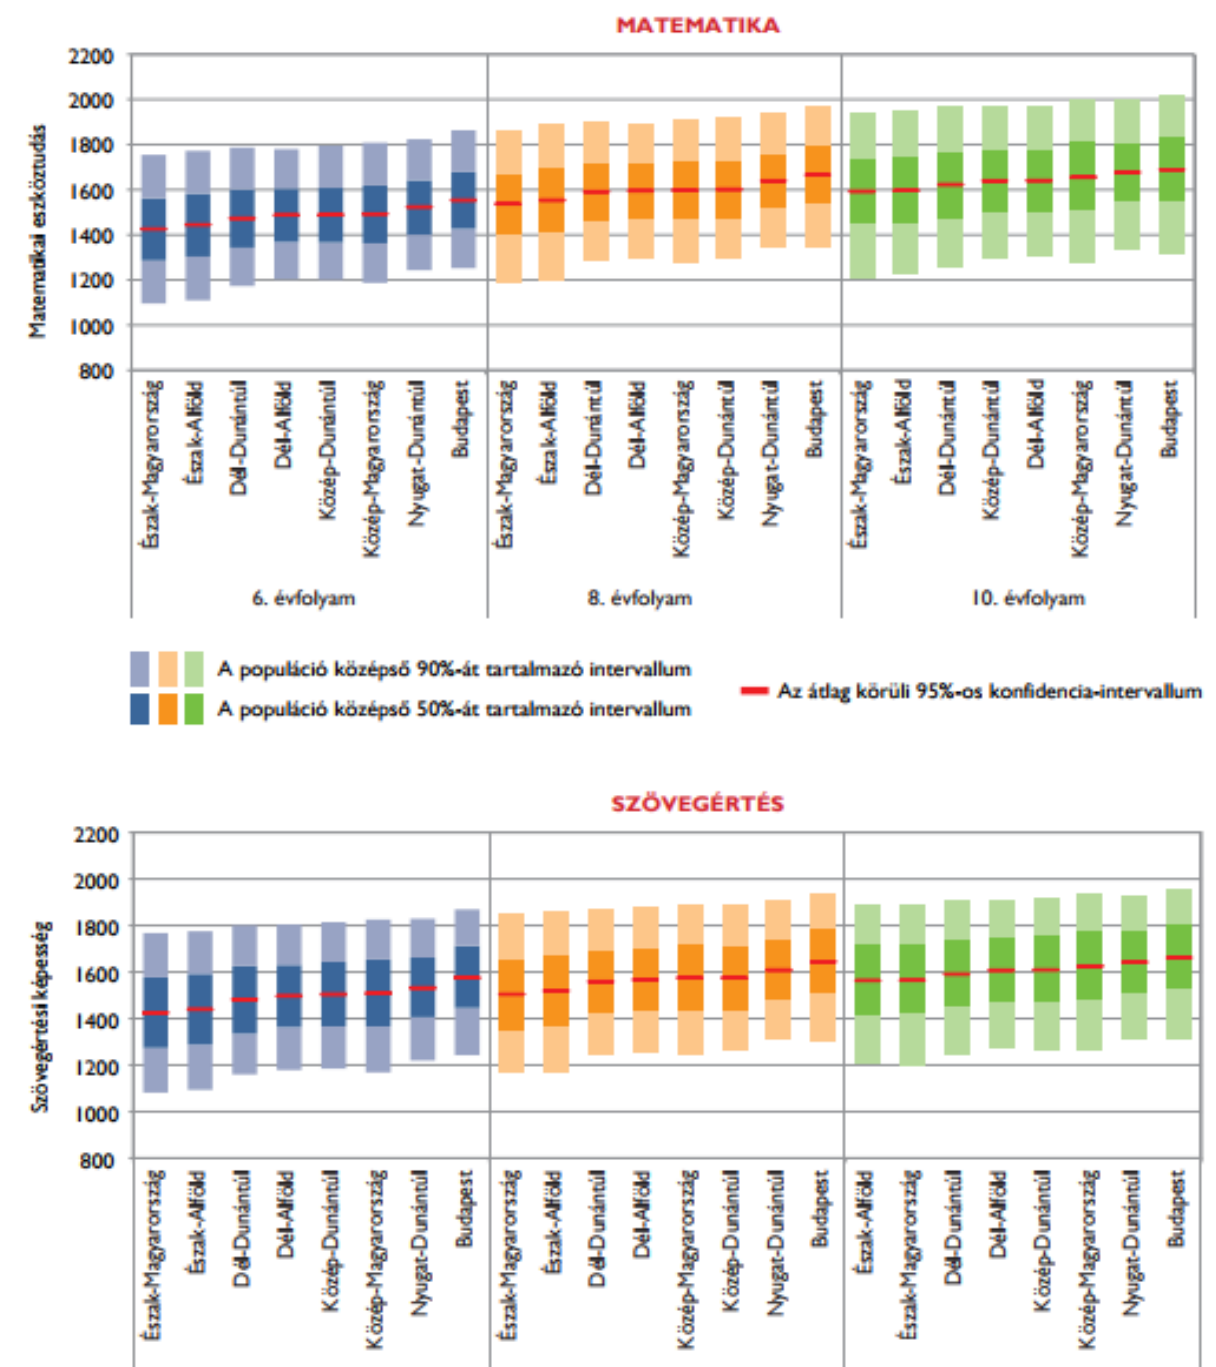 MATEMATIKA
Matematikai eszköztudás
2200
2000
1800
1600
1400
1200
1000
800
Észak-Magyarország
Észak-Alföld
Dél-Dunántúl
Dél-Alföld
Közép-Dunántúl
Közép-Magyarország
Nyugat-Dunántúl
Budapest
Észak-Magyarország
Észak-Alföld
Dél-Dunántúl
Dél-Alföld
Közép-Magyarország
Közép-Dunántúl
Nyugat-Dunántúl
Budapest
Észak-Magyarország
Észak-Alföld
Dél-Dunántúl
Közép-Dunántúl
Dél-Alföld
Közép-Magyarország
Nyugat-Dunántúl
Budapest
6. évfolyam
8. évfolyam
10. évfolyam
A populáció középső 90%-át tartalmazó intervallum
A populáció középső 50%-át tartalmazó intervallum
Az átlag körüli 95%-os konfidencia-intervallum
SZÖVEGÉRTÉS
Szövegértési képesség
2200
2000
1800
1600
1400
1200
1000
800
Észak-Magyarország
Észak-Alföld
Dél-Dunántúl
Dél-Alföld
Közép-Dunántúl
Közép-Magyarország
Nyugat-Dunántúl
Budapest
Észak-Magyarország
Észak-Alföld
Dél-Dunántúl
Dél-Alföld
Közép-Magyarország
Közép-Dunántúl
Nyugat-Dunántúl
Budapest
Észak-Alföld
Észak-Magyarország
Dél-Dunántúl
Dél-Alföld
Közép-Dunántúl
Közép-Magyarország
Nyugat-Dunántúl
Budapest